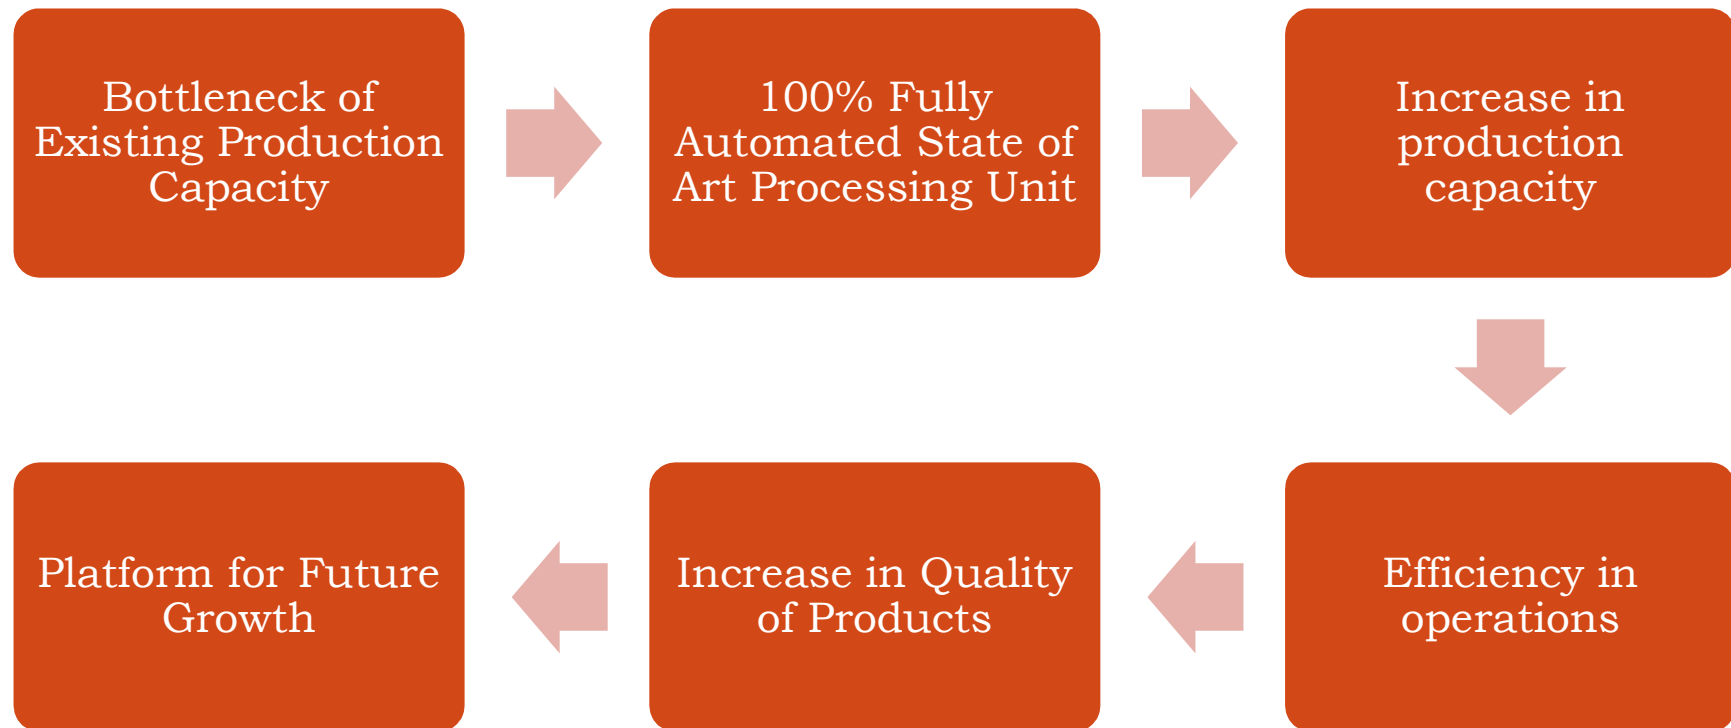 Bottleneck of
Existing Production
Capacity
100% Fully
Automated State of
Art Processing Unit
Increase in
production
capacity
Efficiency in
operations
Increase in Quality
of Products
Platform for Future
Growth